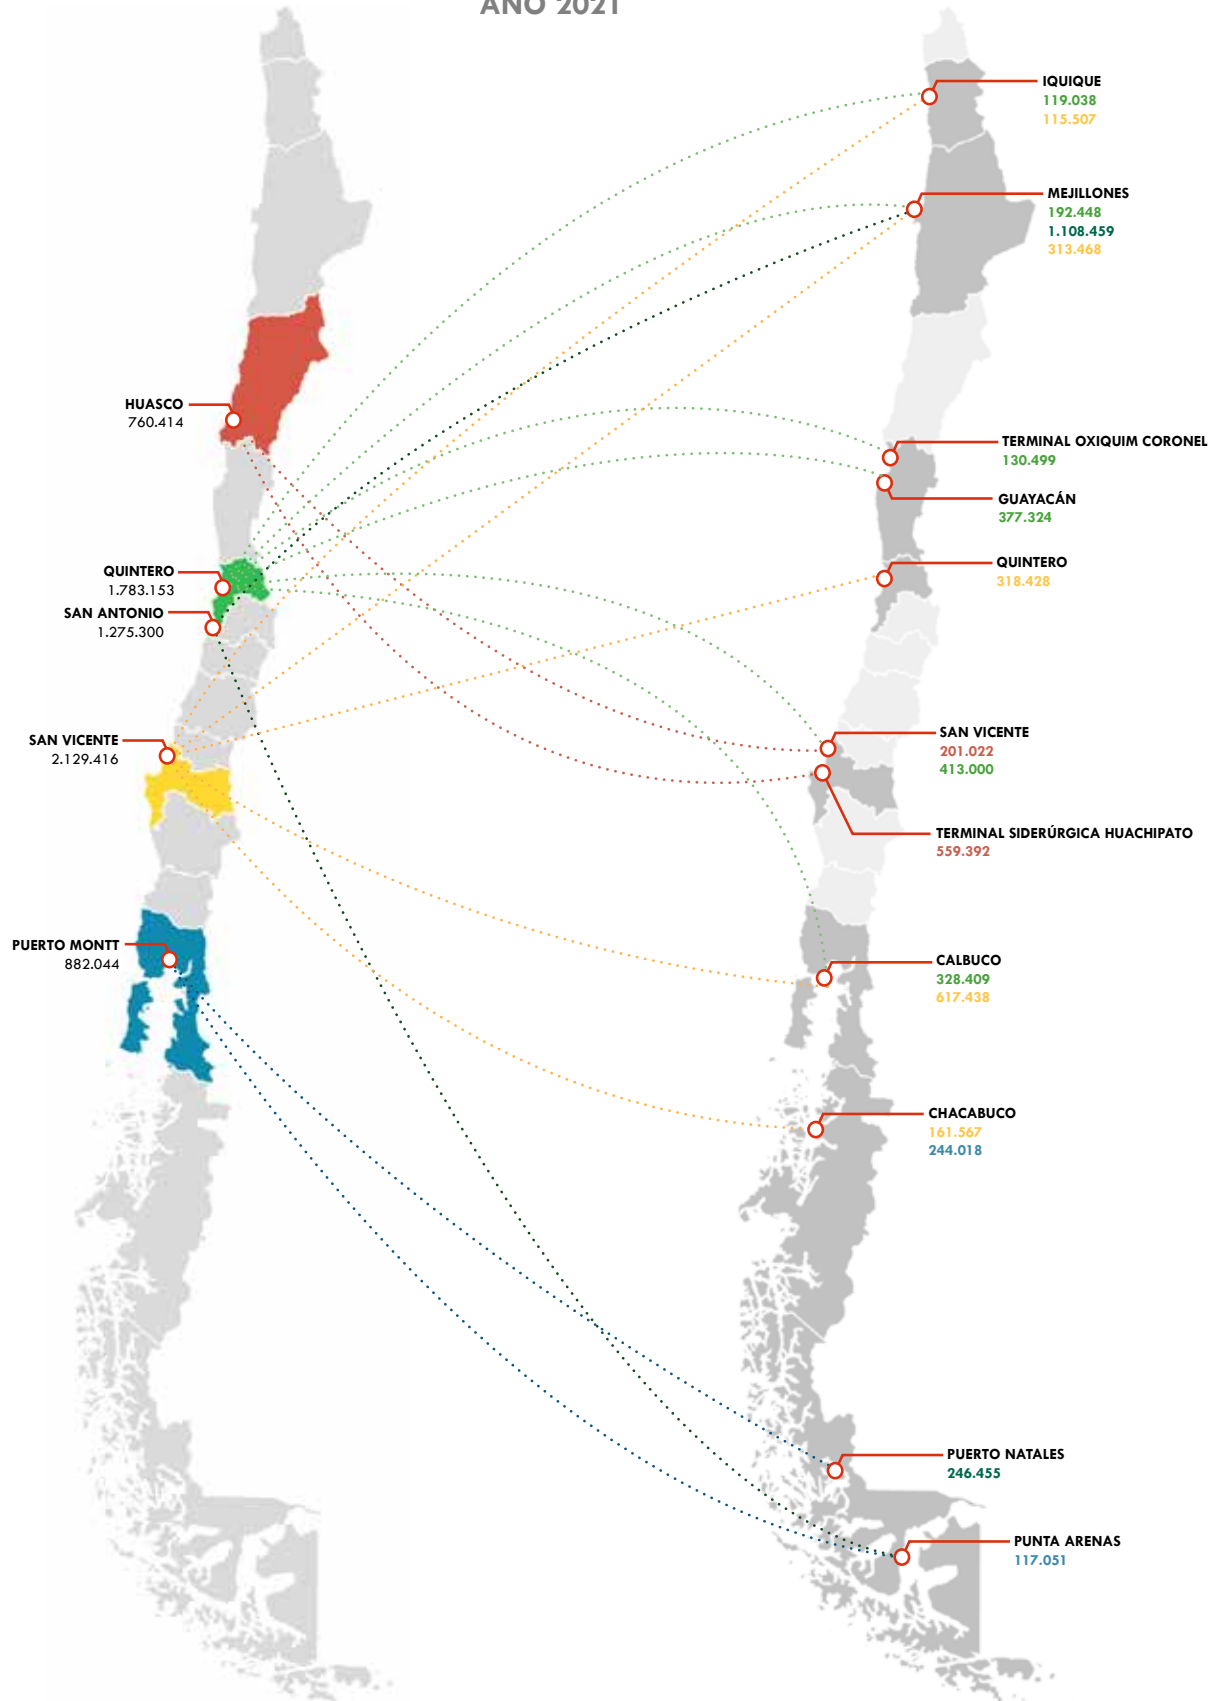 AÑO 2021
HUASCO
760.414
QUINTERO
1.783.153
SAN ANTONIO
1.275.300
SAN VICENTE
2.129.416
PUERTO MONTT
882.044
IQUIQUE
119.038
115.507
MEJILLONES
192.448
1.108.459
313.468
TERMINAL OXIQUIM CORONEL
130.499
GUAYACÁN
377.324
QUINTERO
318.428
SAN VICENTE
201.022
413.000
TERMINAL SIDERÚRGICA HUACHIPATO
559.392
CALBUCO
328.409
617.438
CHACABUCO
161.567
244.018
PUERTO NATALES
246.455
PUNTA ARENAS
117.051